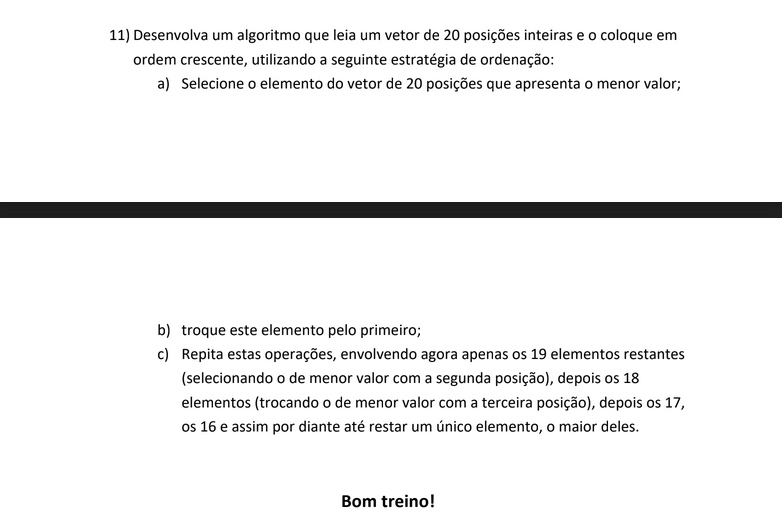 11) Desenvolva um algoritmo que leia um vetor de 20 posições inteiras e o coloque em
ordem crescente, utilizando a seguinte estratégia de ordenação:
a) Selecione o elemento do vetor de 20 posições que apresenta o menor valor;
b) troque este elemento pelo primeiro;
c) Repita estas operações, envolvendo agora apenas os 19 elementos restantes
(selecionando o de menor valor com a segunda posição), depois os 18
elementos (trocando o de menor valor com a terceira posição), depois os 17,
os 16 e assim por diante até restar um único elemento, o maior deles.
Bom treino!